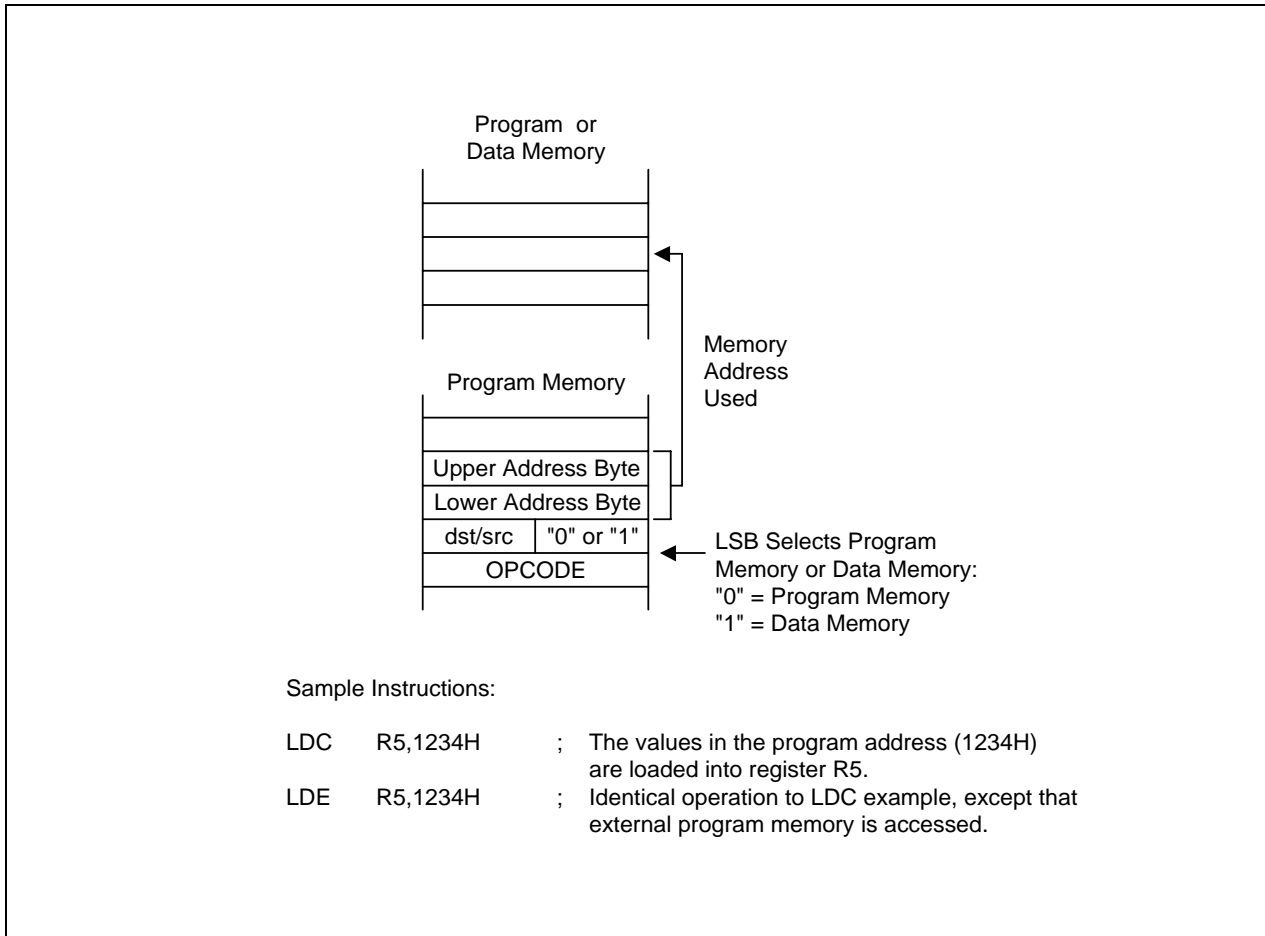 Program or
Data Memory
Memory
Address
Used
Program Memory
Upper Address Byte
Lower Address Byte
dst/src "0" or "1"
OPCODE
LSB Selects Program
Memory or Data Memory:
"0" = Program Memory
"1" = Data Memory
Sample Instructions:
LDC R5,1234H ; The values in the program address (1234H)
are loaded into register R5.
LDE R5,1234H ; Identical operation to LDC example, except that
external program memory is accessed.